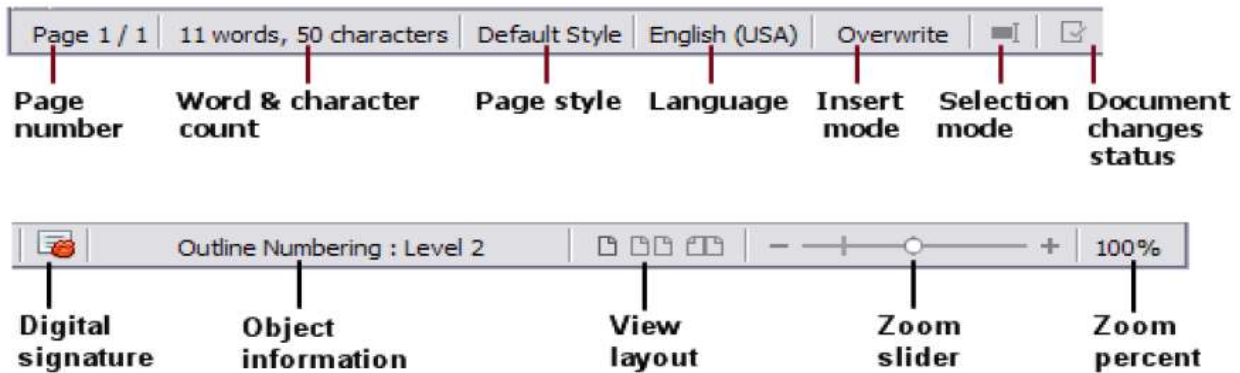 Page 1 / 1 11 words, 50 characters Default Style English (USA) Overwrite
Page number Word & character count Page style Language Insert mode Selection mode Document changes status
Outline Numbering : Level 2 100%
Digital signature Object information View layout Zoom slider Zoom percent